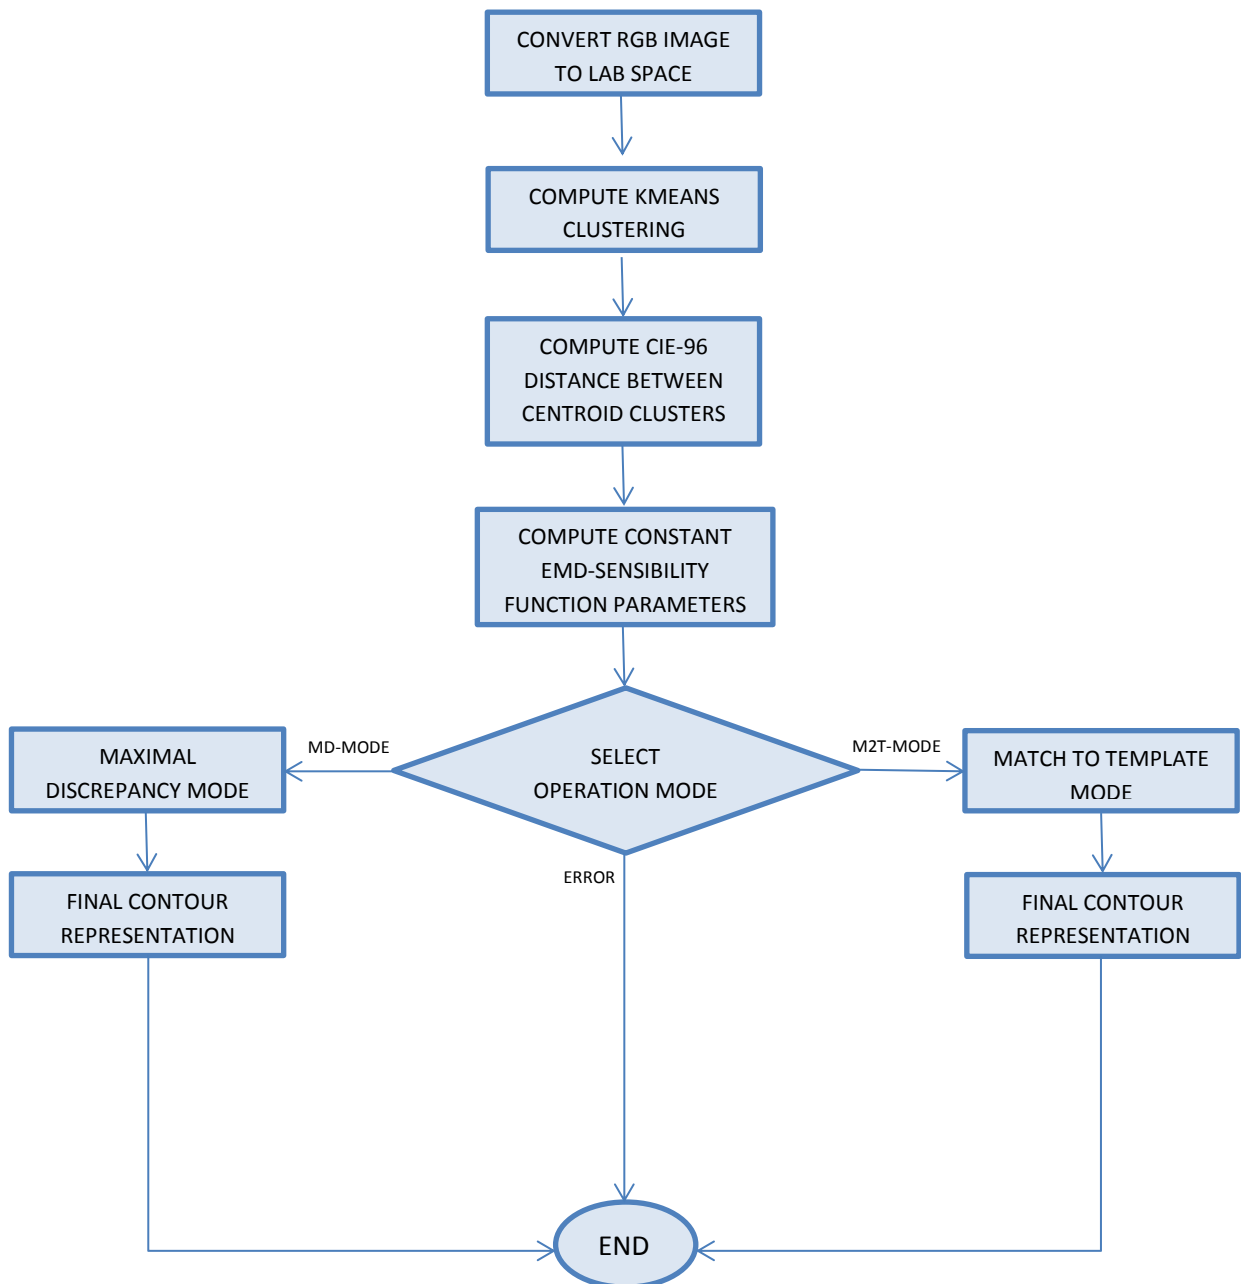 CONVERT RGB IMAGE
TO LAB SPACE
COMPUTE KMEANS
CLUSTERING
COMPUTE CIE-96
DISTANCE BETWEEN
CENTROID CLUSTERS
COMPUTE CONSTANT
EMD-SENSIBILITY
FUNCTION PARAMETERS
SELECT
OPERATION MODE
MD-MODE
MAXIMAL
DISCREPANCY MODE
FINAL CONTOUR
REPRESENTATION
M2T-MODE
MATCH TO TEMPLATE
MODE
FINAL CONTOUR
REPRESENTATION
ERROR
END